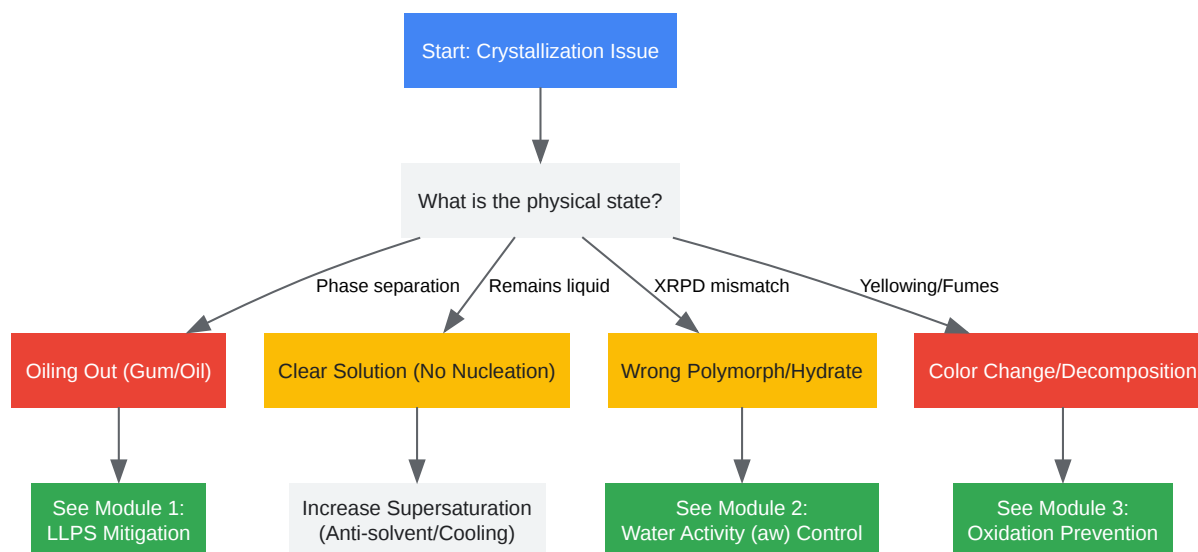 Start: Crystallization Issue
What is the physical state?
Phase separation
Remains liquid
XRPD mismatch
Yellowing/Fumes
Oiling Out (Gum/Oil)
Clear Solution (No Nucleation)
Wrong Polymorph/Hydrate
Color Change/Decomposition
See Module 1:
LLPS Mitigation
Increase Supersaturation
(Anti-solvent/Cooling)
See Module 2:
Water Activity (aw) Control
See Module 3:
Oxidation Prevention